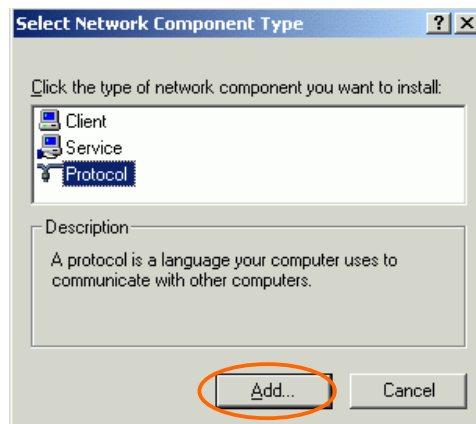 Select Network Component Type
Click the type of network component you want to install:
Client
Service
Protocol
Description
A protocol is a language your computer uses to
communicate with other computers.
Add...
Cancel